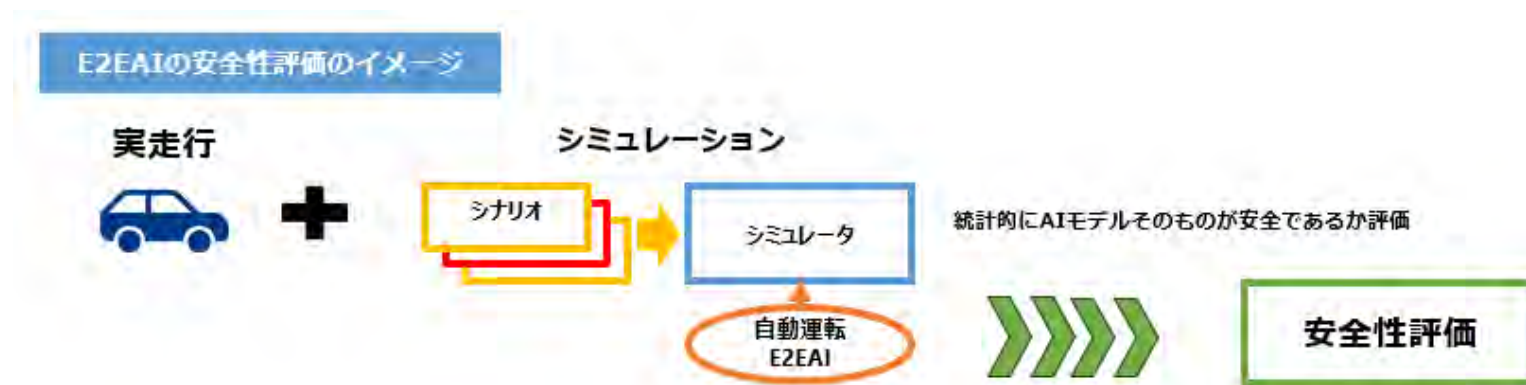 E2EAIの安全性評価のイメージ
実走行
シミュレーション
シナリオ
シミュレータ
統計的にAIモデルそのものが安全であるか評価
自動運転
E2EAI
安全性評価